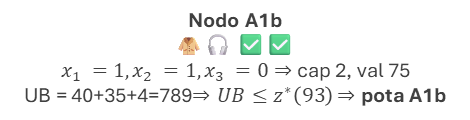 Nodo A1b
x₁ = 1, x₂ = 1, x₃ = 0 ⇒ cap 2, val 75
UB = 40+35+4=789⇒ UB ≤ z*(93) ⇒ pota A1b